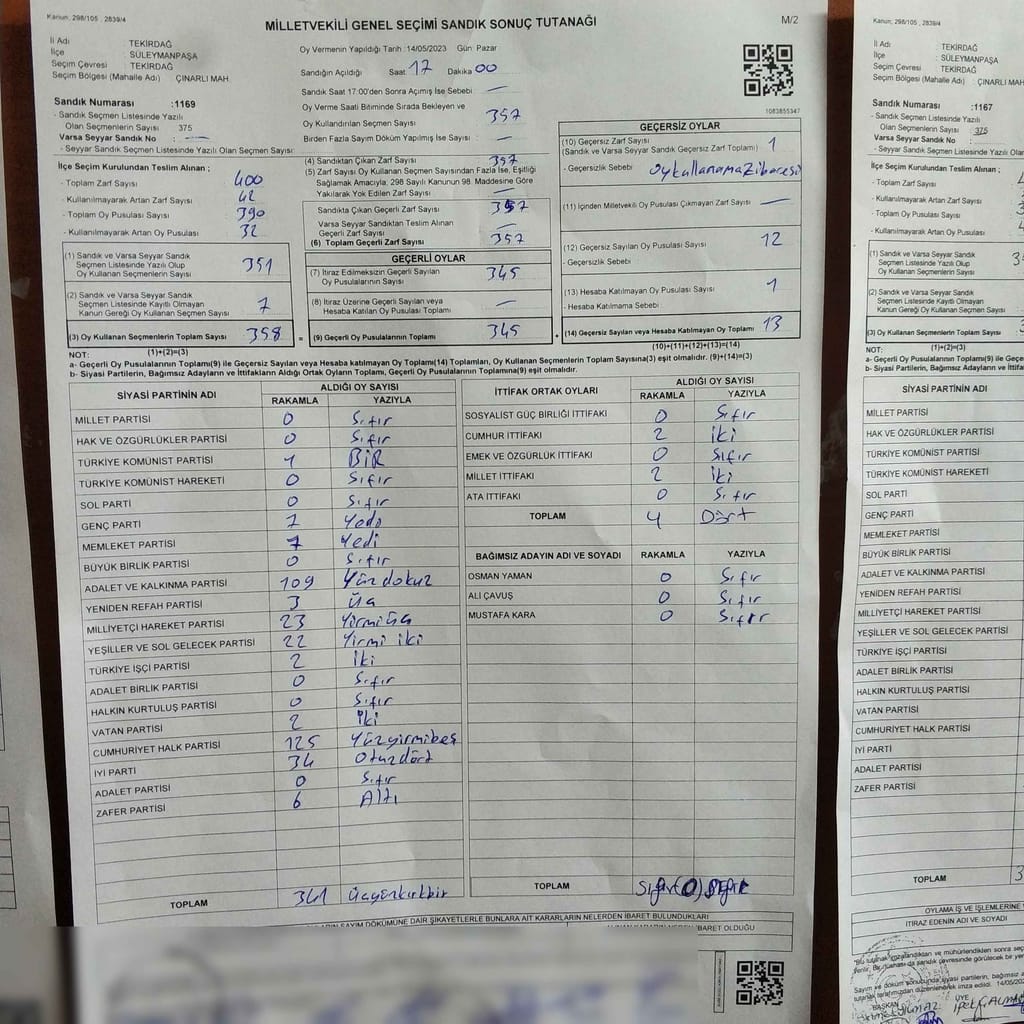 Kanun; 298/105 , 2839/4
MİLLETVEKİLİ GENEL SEÇİMİ SANDIK SONUÇ TUTANAĞI
M/2
İl Adı : TEKİRDAĞ
İlçe : SÜLEYMANPAŞA
Seçim Çevresi : TEKİRDAĞ
Seçim Bölgesi (Mahalle Adı) : ÇINARLI MAH.
Oy Vermenin Yapıldığı Tarih :14/05/2023 Gün: Pazar
Sandığın Açıldığı Saat 17 Dakika 00
Sandık Saat 17:00'den Sonra Açımış İse Sebebi —
Oy Verme Saati Bitiminde Sırada Bekleyen ve
Oy Kullandırılan Seçmen Sayısı 357
Birden Fazla Sayım Döküm Yapılmış İse Sayısı : —
1083855347
Sandık Numarası :1169
- Sandık Seçmen Listesinde Yazılı
Olan Seçmenlerin Sayısı 375
Varsa Seyyar Sandık No : —
- Seyyar Sandık Seçmen Listesinde Yazılı Olan Seçmen Sayısı:
İlçe Seçim Kurulundan Teslim Alınan ;
- Toplam Zarf Sayısı 400
- Kullanılmayarak Artan Zarf Sayısı 42
- Toplam Oy Pusulası Sayısı 390
- Kullanılmayarak Artan Oy Pusulası 32
(1) Sandık ve Varsa Seyyar Sandık
Seçmen Listesinde Yazılı Olup
Oy Kullanan Seçmenlerin Sayısı 351
(2) Sandık ve Varsa Seyyar Sandık
Seçmen Listesinde Kayıtlı Olmayan
Kanun Gereği Oy Kullanan Seçmen Sayısı 7
(3) Oy Kullanan Seçmenlerin Toplam Sayısı 358
(4) Sandıktan Çıkan Zarf Sayısı 357
(5) Zarf Sayısı Oy Kullanan Seçmen Sayısından Fazla İse, Eşitliği
Sağlamak Amacıyla; 298 Sayılı Kanunun 98. Maddesine Göre
Yakılarak Yok Edilen Zarf Sayısı —
Sandıkta Çıkan Geçerli Zarf Sayısı 357
Varsa Seyyar Sandıktan Teslim Alınan
Geçerli Zarf Sayısı —
(6) Toplam Geçerli Zarf Sayısı 357
GEÇERLİ OYLAR
(7) İtiraz Edilmeksizin Geçerli Sayılan
Oy Pusulalarının Sayısı 345
(8) İtiraz Üzerine Geçerli Sayılan veya
Hesaba Katılan Oy Pusulası Toplamı —
= (9) Geçerli Oy Pusulalarının Toplamı 345
GEÇERSİZ OYLAR
(10) Geçersiz Zarf Sayısı
(Sandık ve Varsa Seyyar Sandık Geçersiz Zarf Toplamı) 1
- Geçersizlik Sebebi : Oy kullanamaz ibaresi
(11) İçinden Milletvekili Oy Pusulası Çıkmayan Zarf Sayısı —
(12) Geçersiz Sayılan Oy Pusulası Sayısı 12
- Geçersizlik Sebebi :
(13) Hesaba Katılmayan Oy Pusulası Sayısı 1
- Hesaba Katılmama Sebebi :
+ (14) Geçersiz Sayılan veya Hesaba Katılmayan Oy Toplamı 13
(1)+(2)=(3)
(10)+(11)+(12)+(13)=(14)
NOT:
a- Geçerli Oy Pusulalarının Toplamı(9) ile Geçersiz Sayılan veya Hesaba katılmayan Oy Toplamı(14) Toplamları, Oy Kullanan Seçmenlerin Toplam Sayısına(3) eşit olmalıdır. (9)+(14)=(3)
b- Siyasi Partilerin, Bağımsız Adayların ve İttifakların Aldığı Ortak Oyların Toplamı, Geçerli Oy Pusulalarının Toplamına(9) eşit olmalıdır.
SİYASİ PARTİNİN ADI ALDIĞI OY SAYISI
RAKAMLA YAZIYLA
MİLLET PARTİSİ 0 Sıfır
HAK VE ÖZGÜRLÜKLER PARTİSİ 0 Sıfır
TÜRKİYE KOMÜNİST PARTİSİ 1 BİR
TÜRKİYE KOMÜNİST HAREKETİ 0 Sıfır
SOL PARTİ 0 Sıfır
GENÇ PARTİ 7 Yedi
MEMLEKET PARTİSİ 7 Yedi
BÜYÜK BİRLİK PARTİSİ 0 Sıfır
ADALET VE KALKINMA PARTİSİ 109 Yüzdokuz
YENİDEN REFAH PARTİSİ 3 Üç
MİLLİYETÇİ HAREKET PARTİSİ 23 Yirmiüç
YEŞİLLER VE SOL GELECEK PARTİSİ 22 Yirmi iki
TÜRKİYE İŞÇİ PARTİSİ 2 İki
ADALET BİRLİK PARTİSİ 0 Sıfır
HALKIN KURTULUŞ PARTİSİ 0 Sıfır
VATAN PARTİSİ 2 İki
CUMHURİYET HALK PARTİSİ 125 Yüzyirmibeş
İYİ PARTİ 34 Otuzdört
ADALET PARTİSİ 0 Sıfır
ZAFER PARTİSİ 6 Altı
TOPLAM 341 Üçyüzkırkbir
İTTİFAK ORTAK OYLARI ALDIĞI OY SAYISI
RAKAMLA YAZIYLA
SOSYALİST GÜÇ BİRLİĞİ İTTİFAKI 0 Sıfır
CUMHUR İTTİFAKI 2 İki
EMEK VE ÖZGÜRLÜK İTTİFAKI 0 Sıfır
MİLLET İTTİFAKI 2 İki
ATA İTTİFAKI 0 Sıfır
TOPLAM 4 Dört
BAĞIMSIZ ADAYIN ADI VE SOYADI RAKAMLA YAZIYLA
OSMAN YAMAN 0 Sıfır
ALİ ÇAVUŞ 0 Sıfır
MUSTAFA KARA 0 Sıfır
TOPLAM Sıfır (0)
SAYIM DÖKÜMÜNE DAİR ŞİKAYETLERLE BUNLARA AİT KARARLARIN NELERDEN İBARET BULUNDUKLARI
İBARET OLDUĞU
Kanun; 298/105 , 2839/4
İl Adı : TEKİRDAĞ
İlçe : SÜLEYMANPAŞA
Seçim Çevresi : TEKİRDAĞ
Seçim Bölgesi (Mahalle Adı) : ÇINARLI MAH
Sandık Numarası :1167
- Sandık Seçmen Listesinde Yazılı
Olan Seçmenlerin Sayısı 375
Varsa Seyyar Sandık No :
- Seyyar Sandık Seçmen Listesinde Yazılı
İlçe Seçim Kurulundan Teslim Alınan ;
- Toplam Zarf Sayısı
- Kullanılmayarak Artan Zarf Sayısı
- Toplam Oy Pusulası Sayısı
- Kullanılmayarak Artan Oy Pusulası
(1) Sandık ve Varsa Seyyar Sandık
Seçmen Listesinde Yazılı Olup
Oy Kullanan Seçmenlerin Sayısı
(2) Sandık ve Varsa Seyyar Sandık
Seçmen Listesinde Kayıtlı Olmayan
Kanun Gereği Oy Kullanan Seçmen Sayısı
(3) Oy Kullanan Seçmenlerin Toplam Sayısı
NOT: (1)+(2)=(3)
a- Geçerli Oy Pusulalarının Toplamı(9) ile
b- Siyasi Partilerin, Bağımsız Adayların ve
SİYASİ PARTİNİN ADI
MİLLET PARTİSİ
HAK VE ÖZGÜRLÜKLER PARTİSİ
TÜRKİYE KOMÜNİST PARTİSİ
TÜRKİYE KOMÜNİST HAREKETİ
SOL PARTİ
GENÇ PARTİ
MEMLEKET PARTİSİ
BÜYÜK BİRLİK PARTİSİ
ADALET VE KALKINMA PARTİSİ
YENİDEN REFAH PARTİSİ
MİLLİYETÇİ HAREKET PARTİSİ
YEŞİLLER VE SOL GELECEK PARTİSİ
TÜRKİYE İŞÇİ PARTİSİ
ADALET BİRLİK PARTİSİ
HALKIN KURTULUŞ PARTİSİ
VATAN PARTİSİ
CUMHURİYET HALK PARTİSİ
İYİ PARTİ
ADALET PARTİSİ
ZAFER PARTİSİ
TOPLAM
OYLAMA İŞ VE İŞLEMLERİNE
İTİRAZ EDENİN ADI VE SOYADI
BAŞKAN
ÜYE